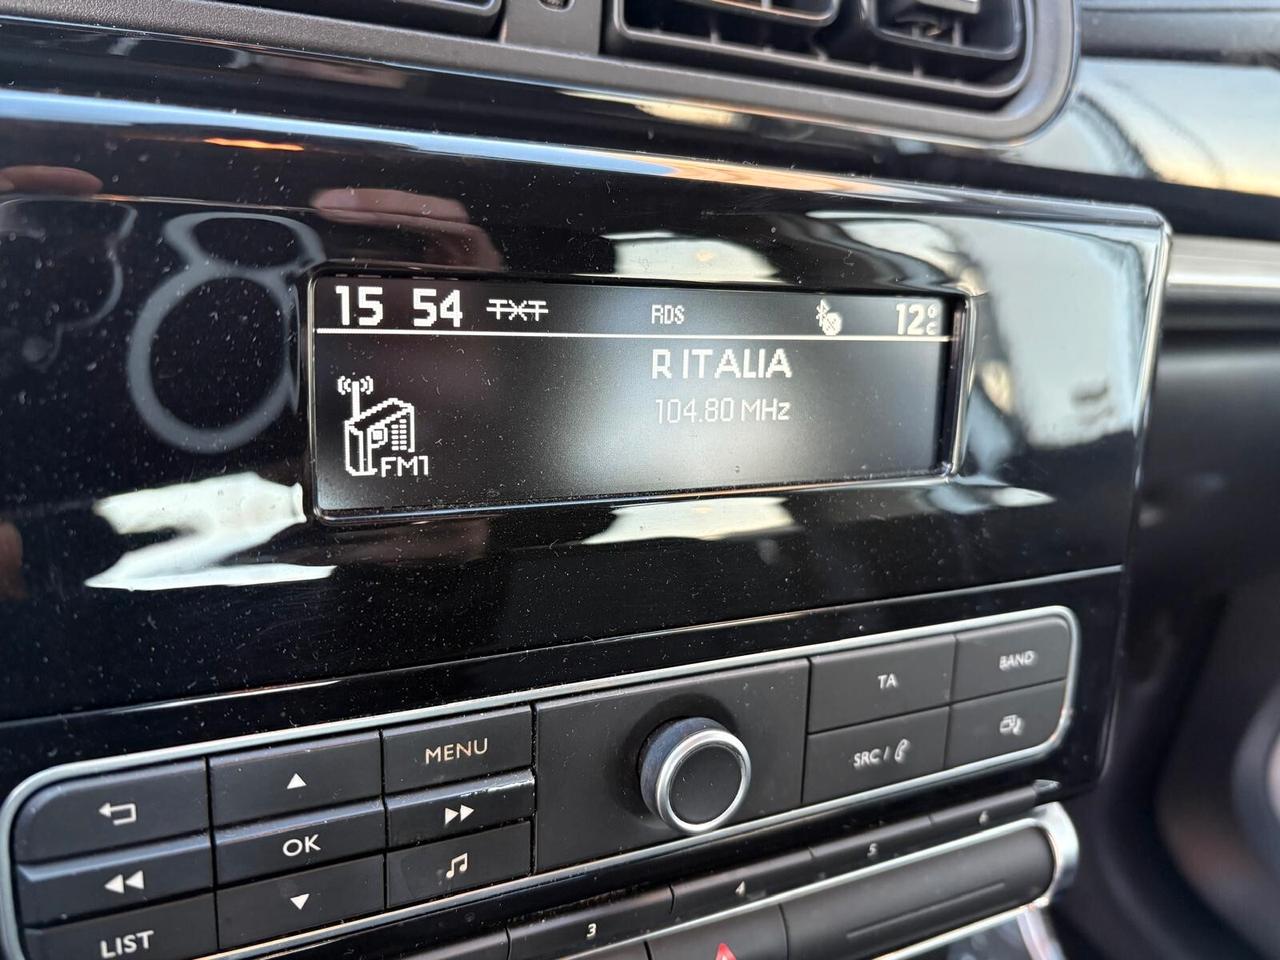 15 54 TXT RDS 12°C
R ITALIA
104.80 MHz
FM1
TA BAND
MENU
SRC /
OK
LIST
3 4 5 6